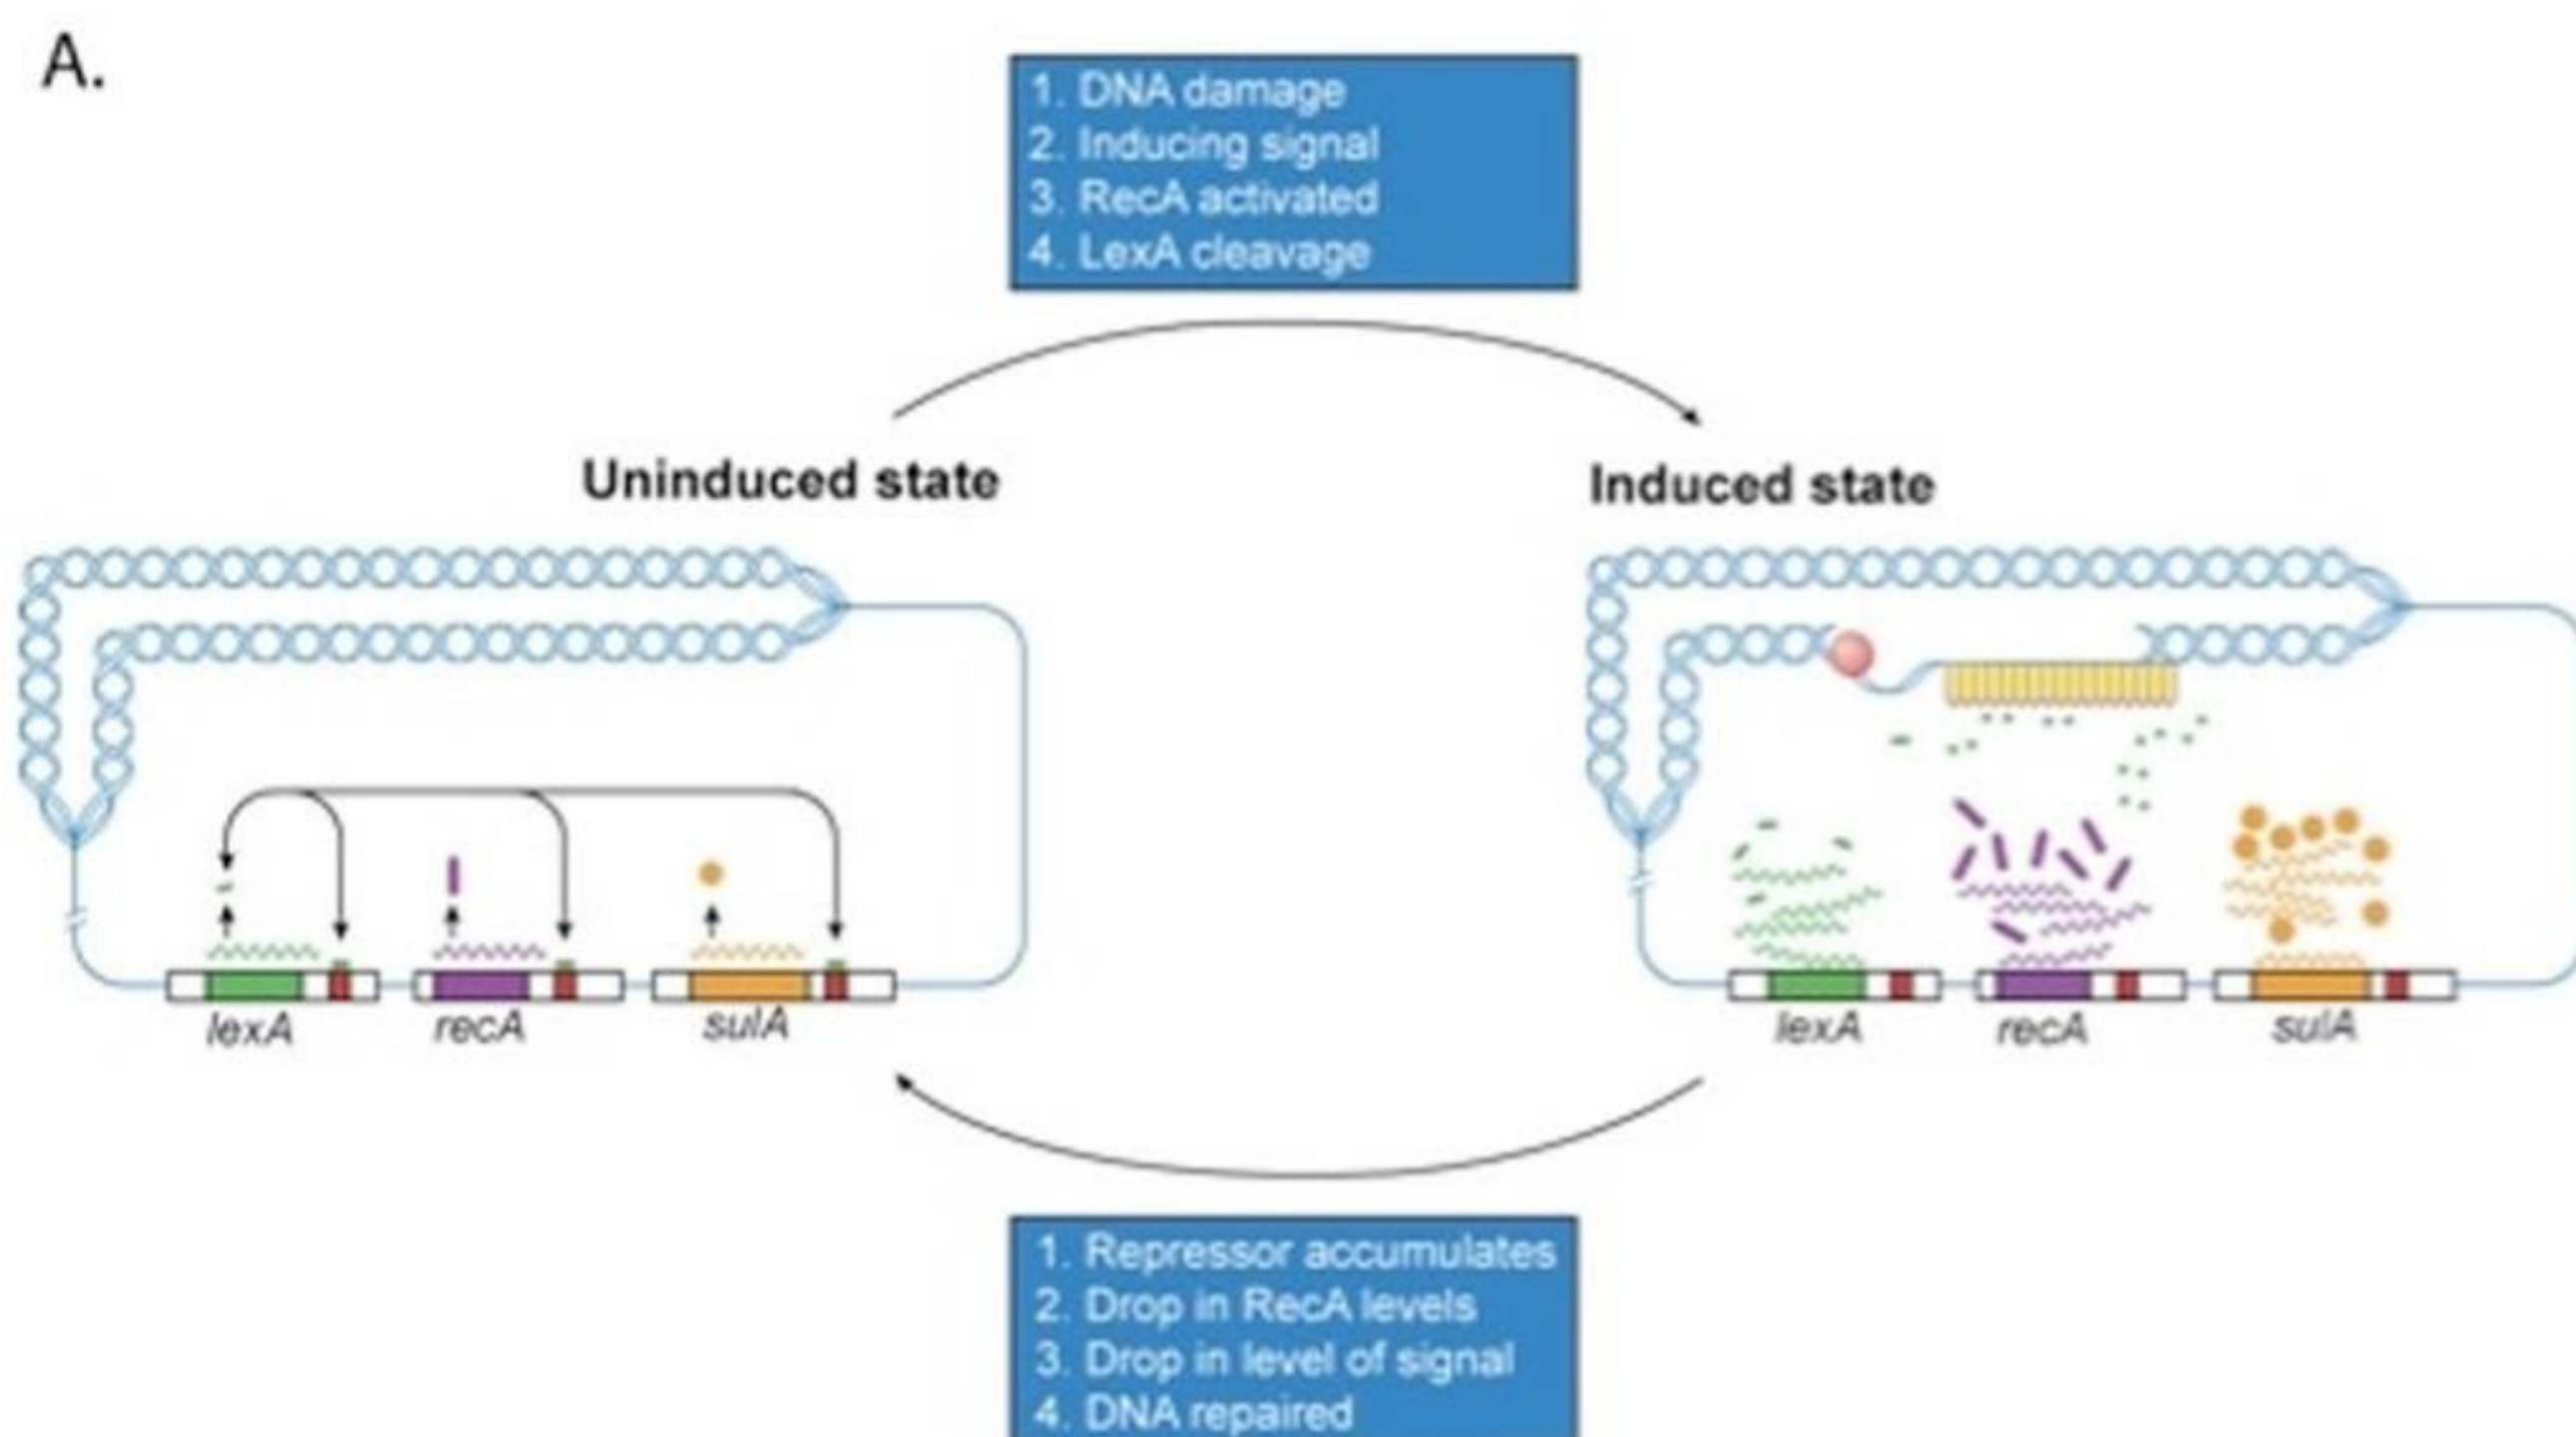 A.
1. DNA damage
2. Inducing signal
3. RecA activated
4. LexA cleavage
Uninduced state
Induced state
lexA
recA
sulA
lexA
recA
sulA
1. Repressor accumulates
2. Drop in RecA levels
3. Drop in level of signal
4. DNA repaired